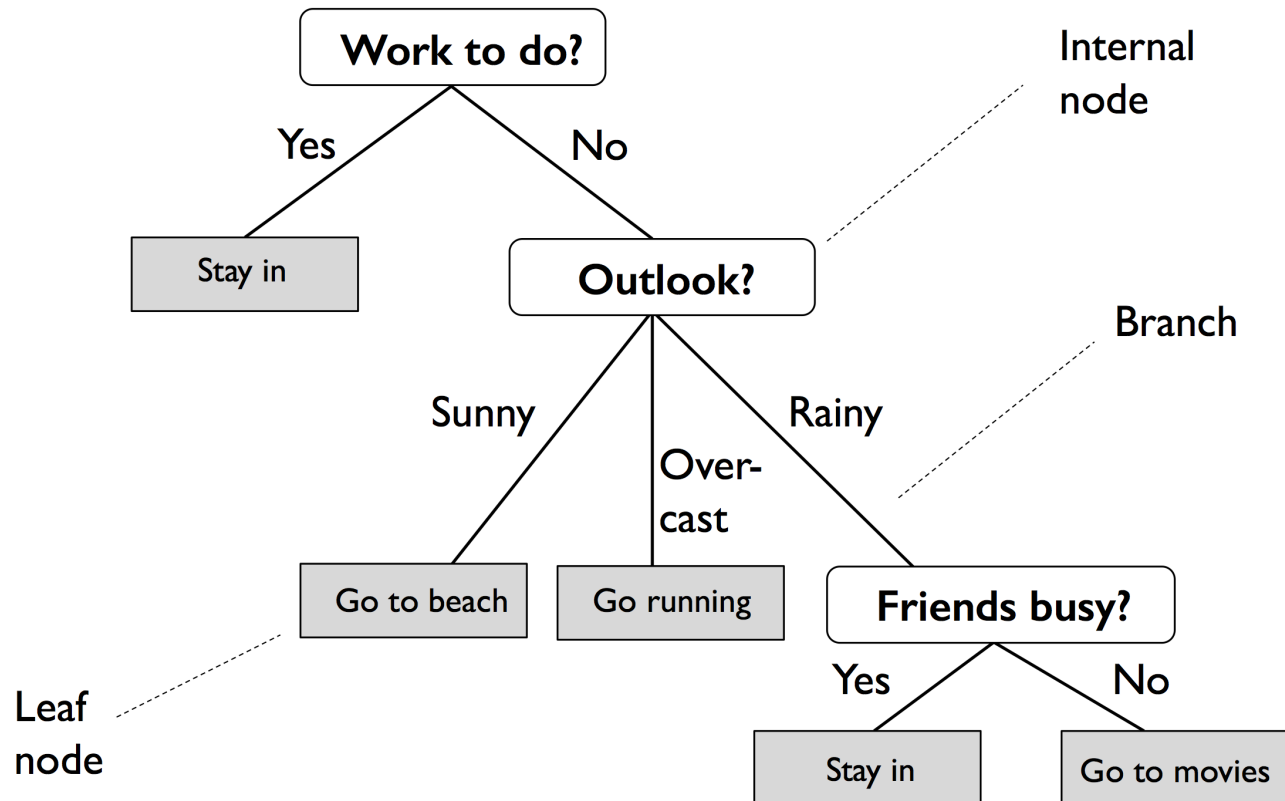 Work to do?
Internal
node
Yes
No
Stay in
Outlook?
Branch
Sunny
Rainy
Over-
cast
Go to beach
Go running
Friends busy?
Yes
No
Leaf
node
Stay in
Go to movies